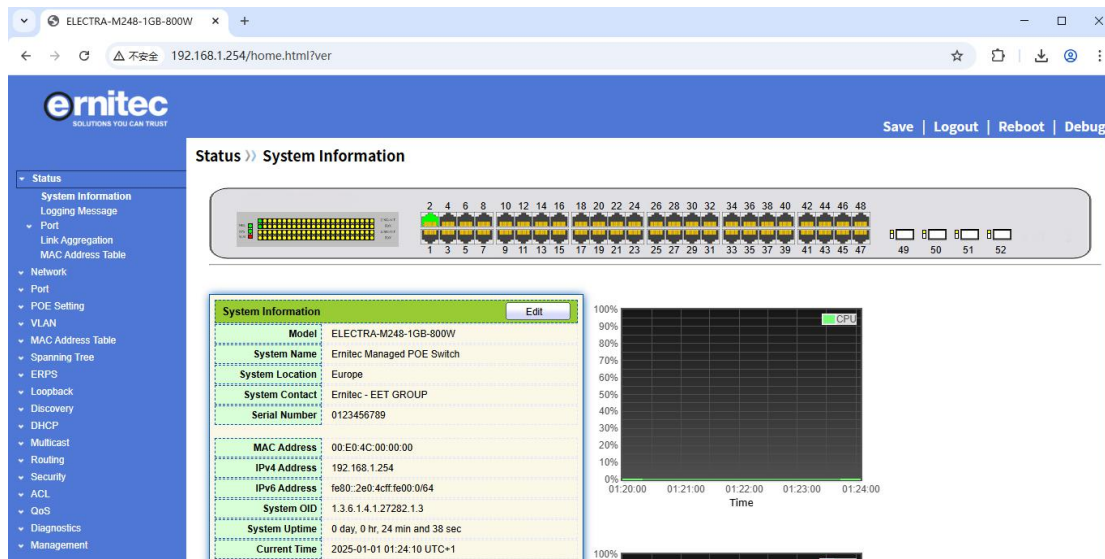 ELECTRA-M248-1GB-800W
不安全 192.168.1.254/home.html?ver
ernitec
SOLUTIONS YOU CAN TRUST
Save | Logout | Reboot | Debug
Status
System Information
Logging Message
Port
Link Aggregation
MAC Address Table
Network
Port
POE Setting
VLAN
MAC Address Table
Spanning Tree
ERPS
Loopback
Discovery
DHCP
Multicast
Routing
Security
ACL
QoS
Diagnostics
Management
Status >> System Information
2 4 6 8 10 12 14 16 18 20 22 24 26 28 30 32 34 36 38 40 42 44 46 48
1 3 5 7 9 11 13 15 17 19 21 23 25 27 29 31 33 35 37 39 41 43 45 47 49 50 51 52
System Information Edit
Model ELECTRA-M248-1GB-800W
System Name Ernitec Managed POE Switch
System Location Europe
System Contact Ernitec - EET GROUP
Serial Number 0123456789
MAC Address 00:E0:4C:00:00:00
IPv4 Address 192.168.1.254
IPv6 Address fe80::2e0:4cff:fe00:0/64
System OID 1.3.6.1.4.1.27282.1.3
System Uptime 0 day, 0 hr, 24 min and 38 sec
Current Time 2025-01-01 01:24:10 UTC+1
CPU
100%
90%
80%
70%
60%
50%
40%
30%
20%
10%
0%
01:20:00 01:21:00 01:22:00 01:23:00 01:24:00
Time
100%